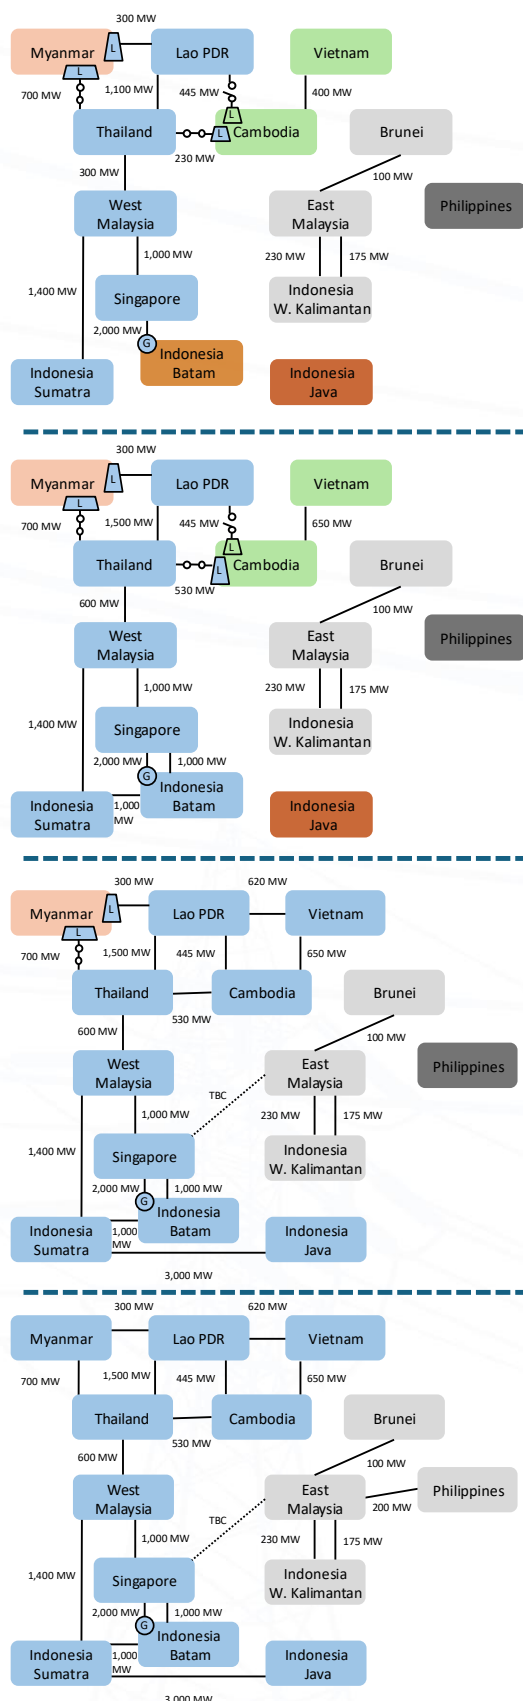 300 MW
Myanmar
L
Lao PDR
Vietnam
L
700 MW
1,100 MW
445 MW
400 MW
L
Thailand
L
Cambodia
Brunei
230 MW
300 MW
100 MW
West
Malaysia
East
Malaysia
Philippines
1,000 MW
230 MW
175 MW
1,400 MW
Singapore
Indonesia
W. Kalimantan
2,000 MW
G
Indonesia
Batam
Indonesia
Sumatra
Indonesia
Java
300 MW
Myanmar
L
Lao PDR
Vietnam
L
700 MW
1,500 MW
445 MW
650 MW
L
Thailand
L
Cambodia
Brunei
530 MW
600 MW
100 MW
West
Malaysia
East
Malaysia
Philippines
1,000 MW
230 MW
175 MW
1,400 MW
Singapore
Indonesia
W. Kalimantan
2,000 MW
1,000 MW
G
Indonesia
Sumatra
1,000
MW
Indonesia
Batam
Indonesia
Java
300 MW
620 MW
Myanmar
L
Lao PDR
Vietnam
L
700 MW
1,500 MW
445 MW
650 MW
Thailand
Cambodia
Brunei
530 MW
600 MW
100 MW
West
Malaysia
East
Malaysia
Philippines
TBC
1,000 MW
230 MW
175 MW
1,400 MW
Singapore
Indonesia
W. Kalimantan
2,000 MW
1,000 MW
G
Indonesia
Sumatra
1,000
MW
Indonesia
Batam
Indonesia
Java
3,000 MW
300 MW
620 MW
Myanmar
Lao PDR
Vietnam
700 MW
1,500 MW
445 MW
650 MW
Thailand
Cambodia
Brunei
530 MW
600 MW
100 MW
West
Malaysia
East
Malaysia
Philippines
200 MW
TBC
1,000 MW
230 MW
175 MW
1,400 MW
Singapore
Indonesia
W. Kalimantan
2,000 MW
1,000 MW
G
Indonesia
Sumatra
1,000
MW
Indonesia
Batam
Indonesia
Java
3,000 MW